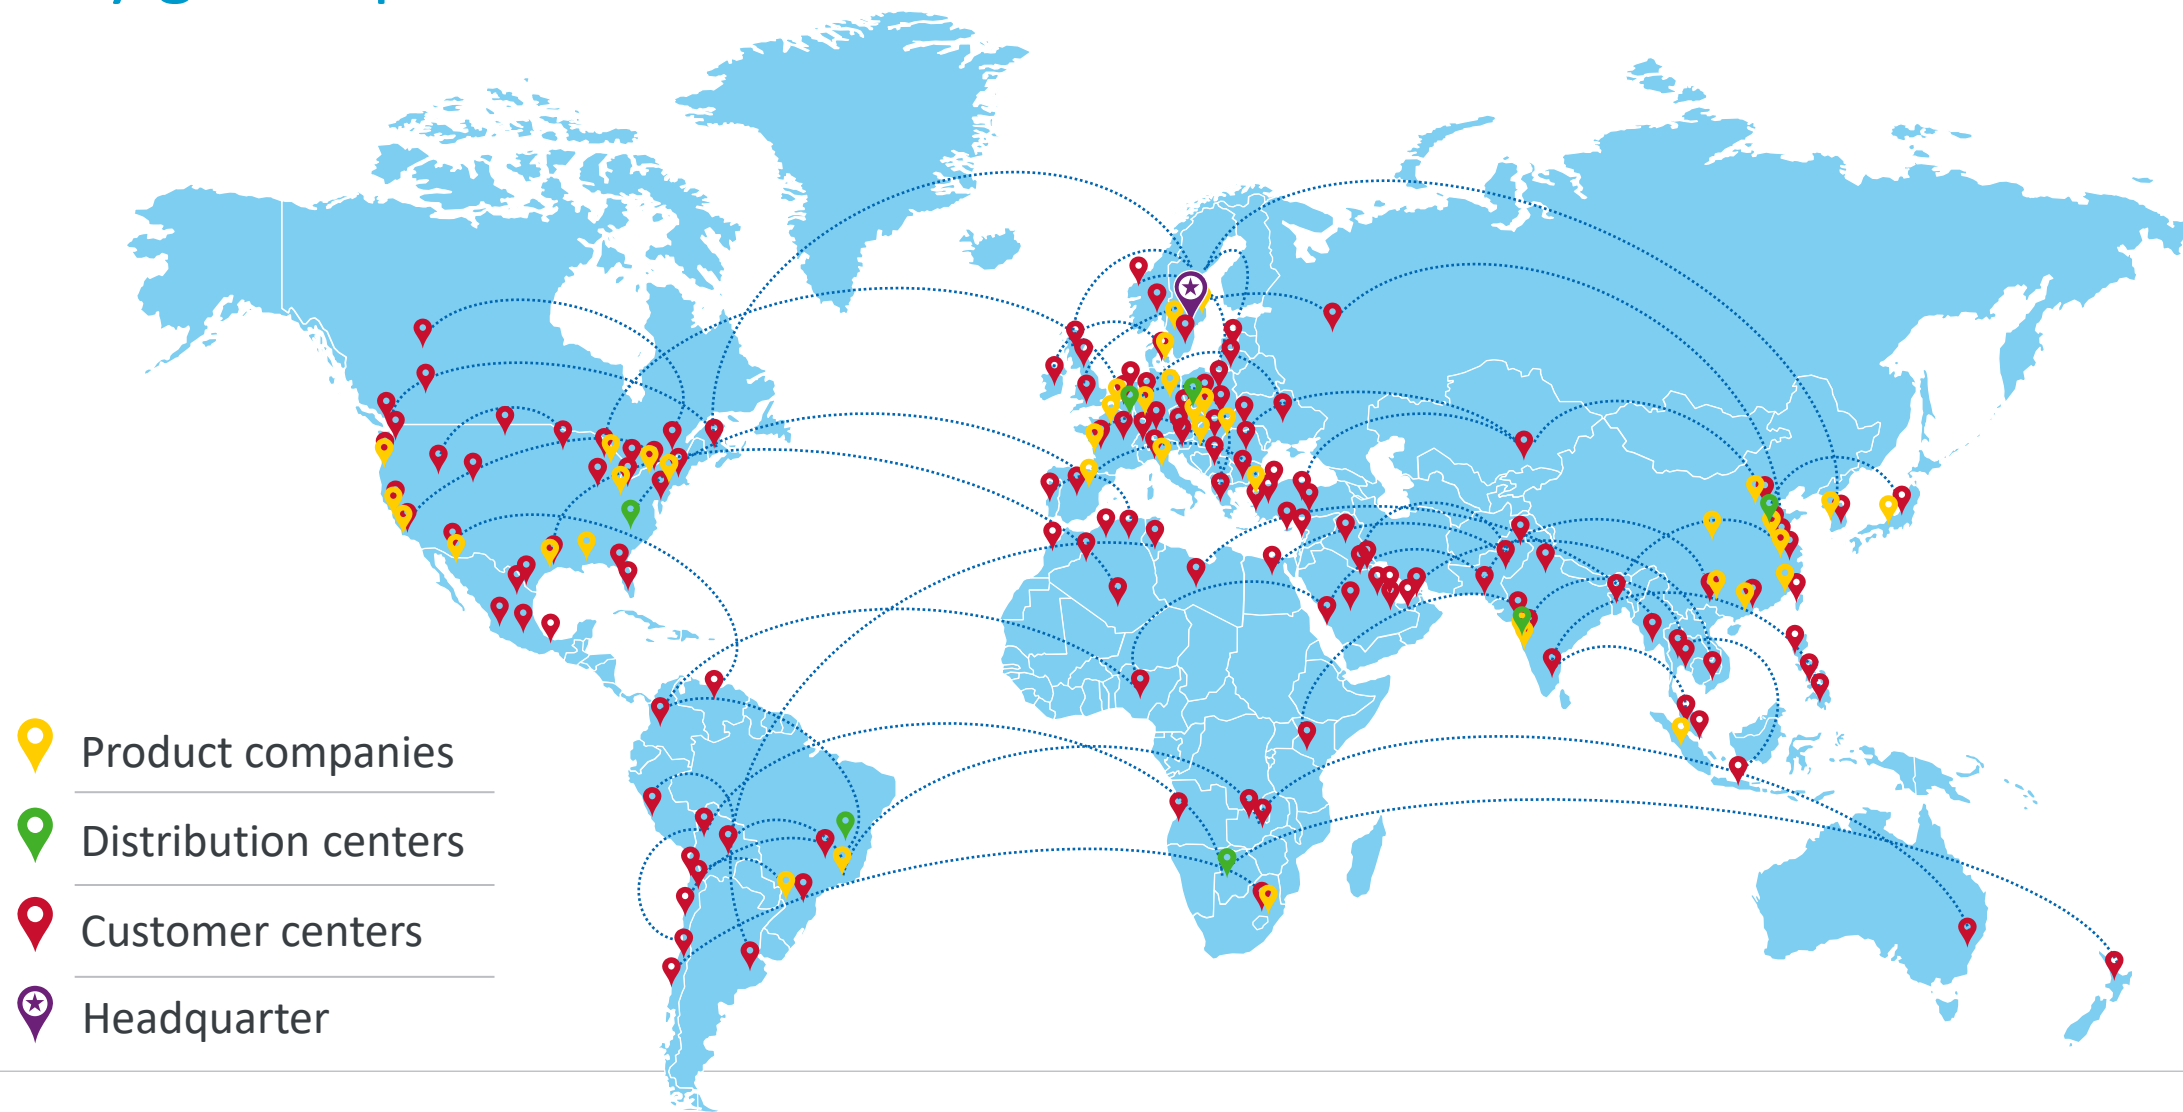 Product companies
Distribution centers
Customer centers
Headquarter